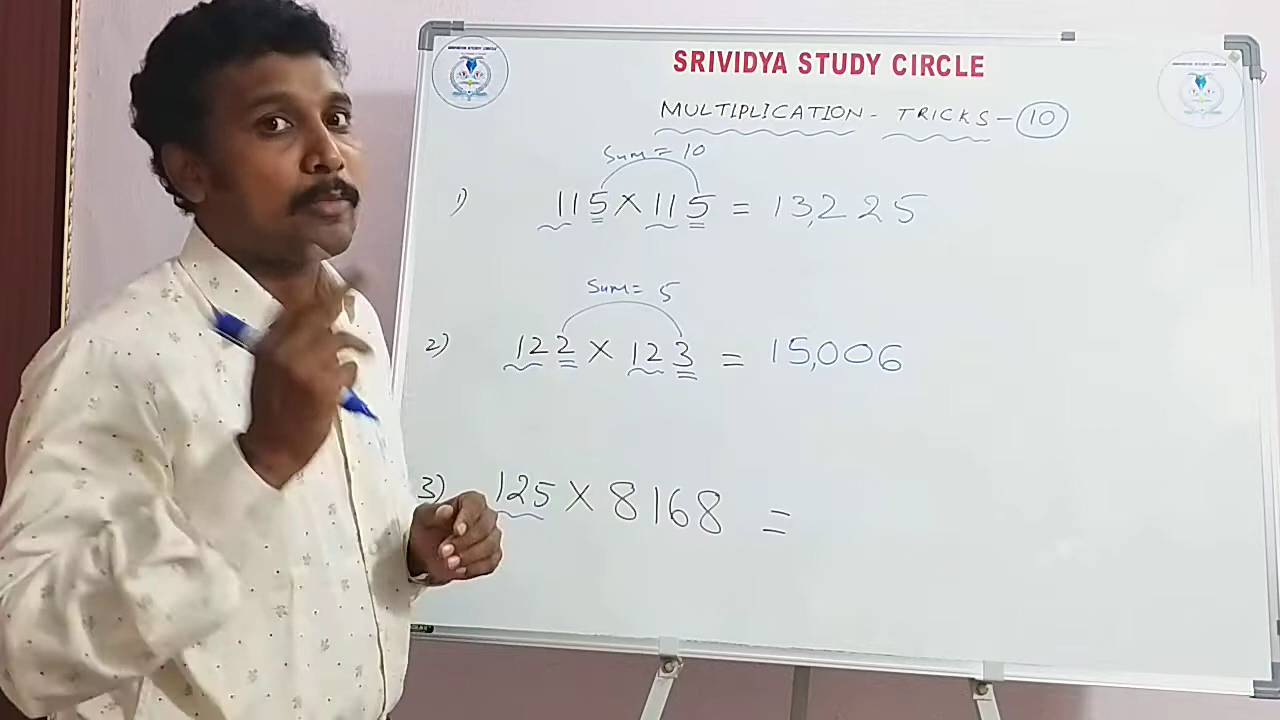 SRIVIDYA STUDY CIRCLE
MULTIPLICATION - TRICKS - 10
Sum = 10
1) 115 X 115 = 13,225
Sum = 5
2) 122 X 123 = 15,006
3) 125 X 8168 =